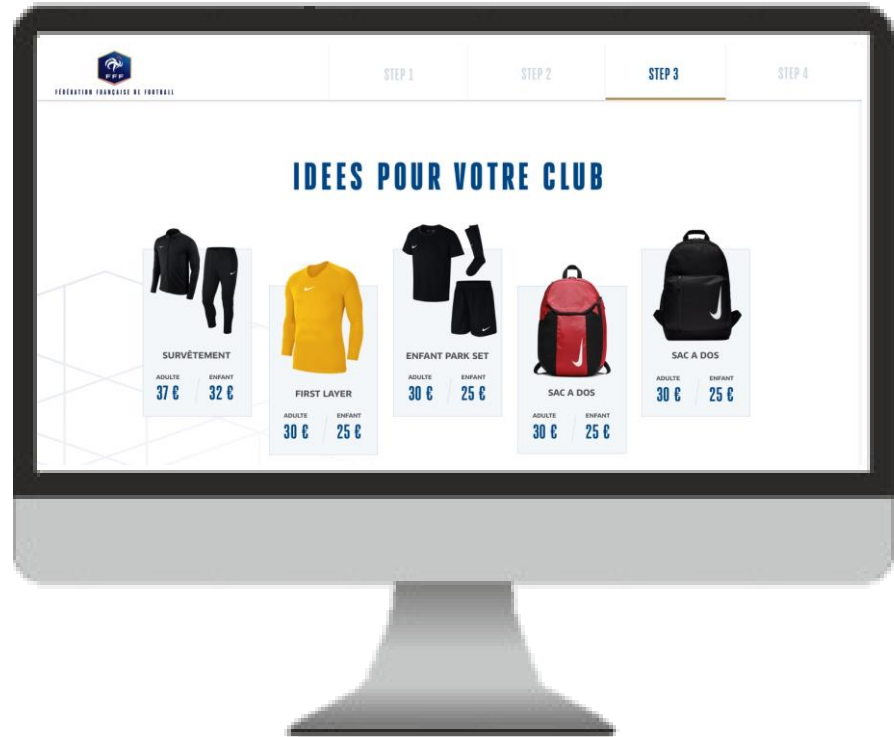 FFF
FÉDÉRATION FRANÇAISE DE FOOTBALL
STEP 1
STEP 2
STEP 3
STEP 4
IDEES POUR VOTRE CLUB
SURVÊTEMENT
ADULTE ENFANT
37 € 32 €
FIRST LAYER
ADULTE ENFANT
30 € 25 €
ENFANT PARK SET
ADULTE ENFANT
30 € 25 €
SAC A DOS
ADULTE ENFANT
30 € 25 €
SAC A DOS
ADULTE ENFANT
30 € 25 €